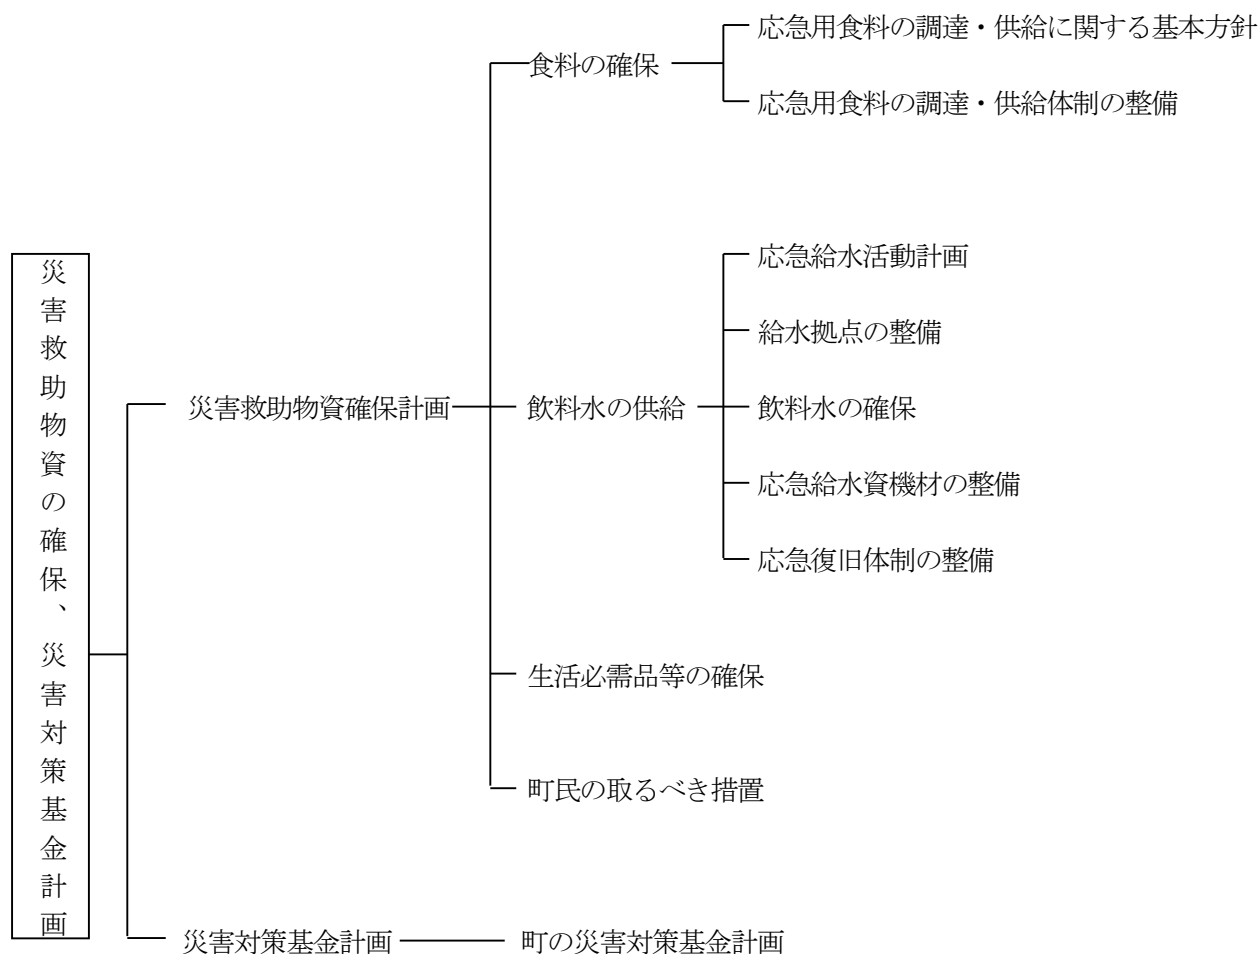 災害救助物資の確保、災害対策基金計画
災害救助物資確保計画
食料の確保
応急用食料の調達・供給に関する基本方針
応急用食料の調達・供給体制の整備
飲料水の供給
応急給水活動計画
給水拠点の整備
飲料水の確保
応急給水資機材の整備
応急復旧体制の整備
生活必需品等の確保
町民の取るべき措置
災害対策基金計画
町の災害対策基金計画